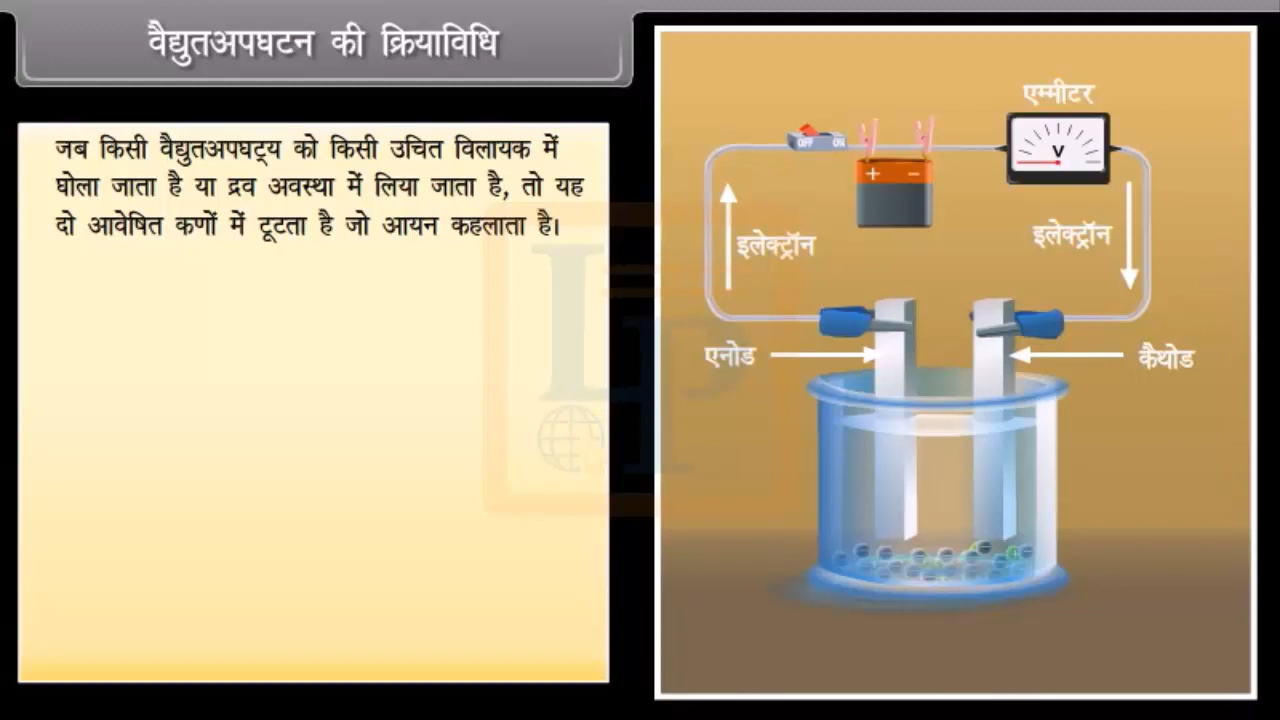 वैद्युतअपघटन की क्रियाविधि
जब किसी वैद्युतअपघट्य को किसी उचित विलायक में
घोला जाता है या द्रव अवस्था में लिया जाता है, तो यह
दो आवेषित कणों में टूटता है जो आयन कहलाता है।
एम्मीटर
OFF ON
V
+ −
इलेक्ट्रॉन
इलेक्ट्रॉन
एनोड
कैथोड